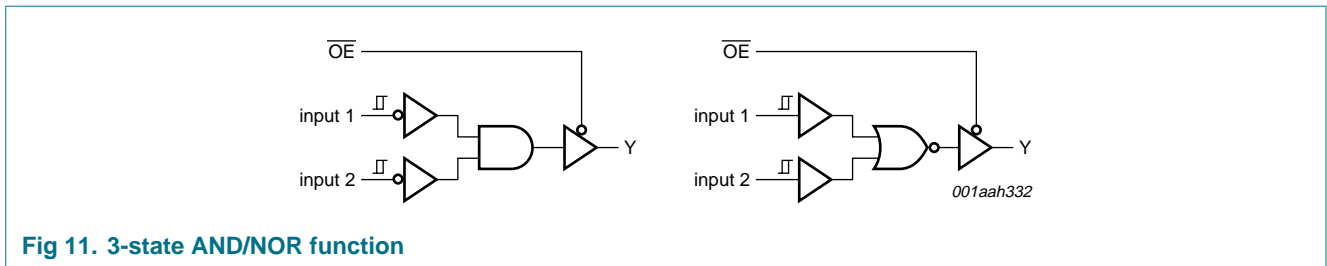 OE
input 1
input 2
Y
OE
input 1
input 2
Y
001aah332
Fig 11. 3-state AND/NOR function